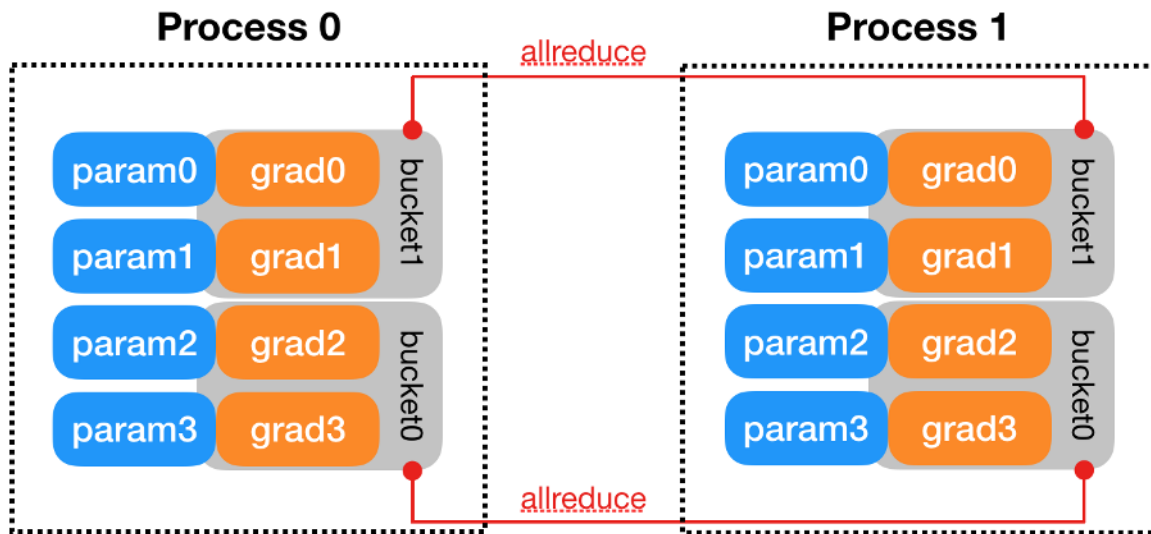 Process 0
Process 1
allreduce
param0 grad0
param1 grad1
bucket1
param2 grad2
param3 grad3
bucket0
param0 grad0
param1 grad1
bucket1
param2 grad2
param3 grad3
bucket0
allreduce